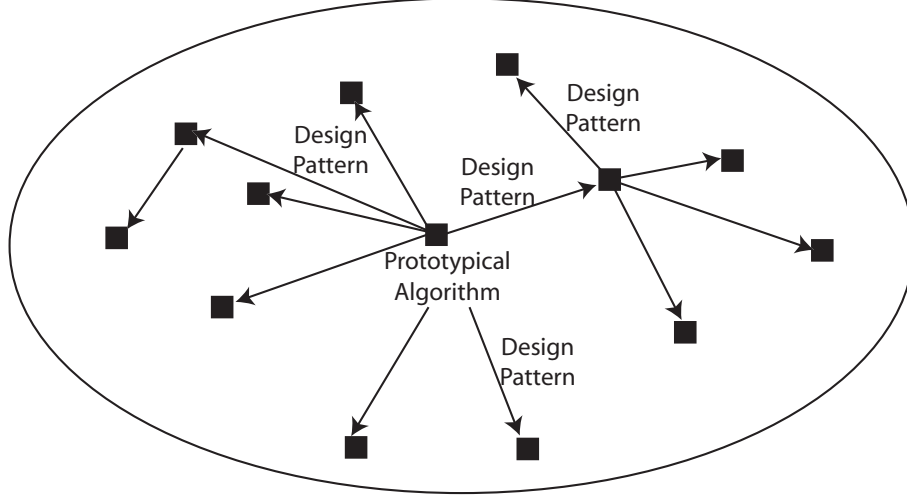 Design
Pattern
Design
Pattern
Design
Pattern
Prototypical
Algorithm
Design
Pattern